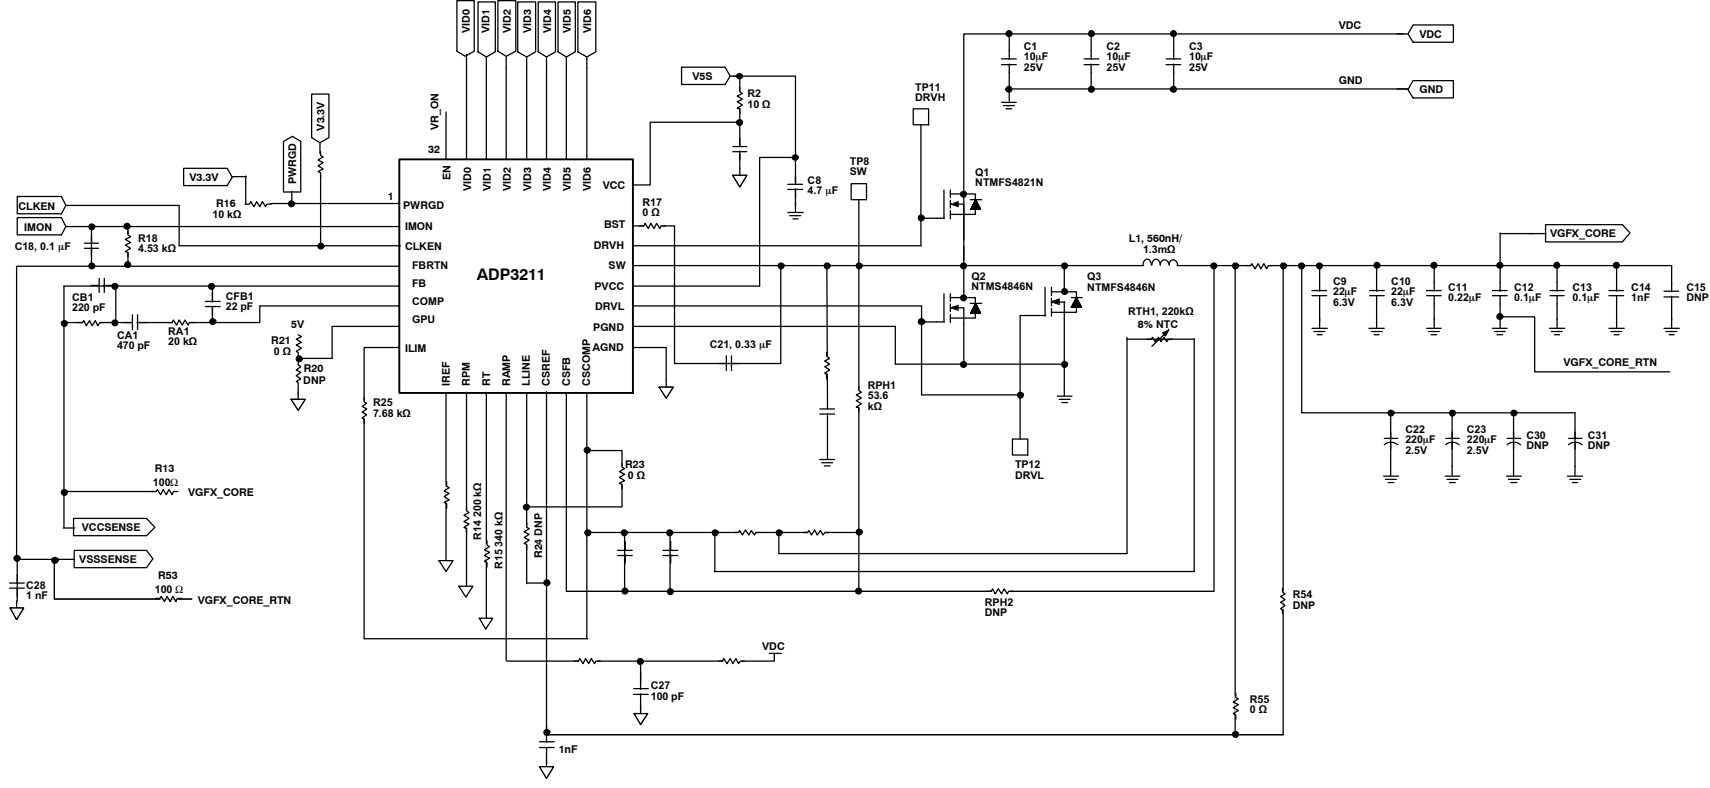 VID0
VID1
VID2
VID3
VID4
VID5
VID6
VDC
VDC
C1
10µF
25V
C2
10µF
25V
C3
10µF
25V
GND
GND
V5S
R2
10 Ω
TP11
DRVH
V3.3V
VR_ON
32
PWRGD
V3.3V
EN
VID0
VID1
VID2
VID3
VID4
VID5
VID6
VCC
C8
4.7 µF
TP8
SW
Q1
NTMFS4821N
CLKEN
R16
10 kΩ
1
PWRGD
R17
0 Ω
IMON
C18, 0.1 µF
R18
4.53 kΩ
IMON
BST
CLKEN
DRVH
L1, 560nH/
1.3mΩ
VGFX_CORE
FBRTN
ADP3211
SW
FB
PVCC
Q2
NTMS4846N
Q3
NTMFS4846N
CB1
220 pF
CFB1
22 pF
COMP
DRVL
C9
22µF
6.3V
C10
22µF
6.3V
C11
0.22µF
C12
0.1µF
C13
0.1µF
C14
1nF
C15
DNP
GPU
PGND
CA1
470 pF
RA1
20 kΩ
5V
R21
0 Ω
RTH1, 220kΩ
8% NTC
ILIM
AGND
C21, 0.33 µF
R20
DNP
IREF
RPM
RT
RAMP
LLINE
CSREF
CSFB
CSCOMP
VGFX_CORE_RTN
R25
7.68 kΩ
RPH1
53.6
kΩ
C22
220µF
2.5V
C23
220µF
2.5V
C30
DNP
C31
DNP
TP12
DRVL
R13
100Ω
VGFX_CORE
R23
0 Ω
VCCSENSE
R14 200 kΩ
R15 340 kΩ
R24 DNP
VSSSENSE
C28
1 nF
R53
100 Ω
VGFX_CORE_RTN
RPH2
DNP
R54
DNP
VDC
C27
100 pF
R55
0 Ω
1nF